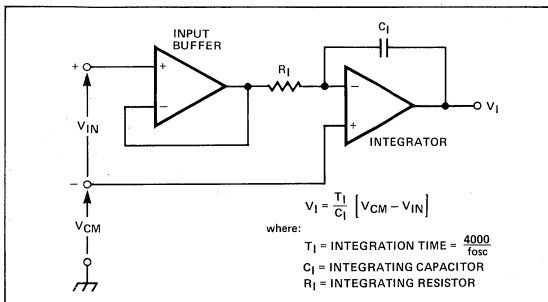 INPUT
BUFFER
C_I
R_I
+
+
−
−
+
−
V_I
V_IN
INTEGRATOR
V_CM
V_I = T_I/C_I [V_CM − V_IN]
where:
T_I = INTEGRATION TIME = 4000/fosc
C_I = INTEGRATING CAPACITOR
R_I = INTEGRATING RESISTOR